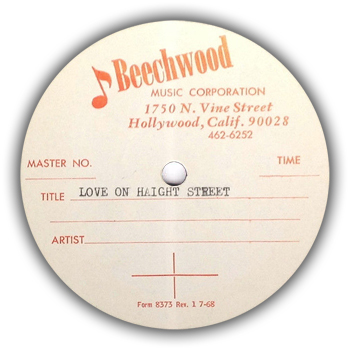 Beechwood
MUSIC CORPORATION
1750 N. Vine Street
Hollywood, Calif. 90028
462-6252
MASTER NO. TIME
TITLE LOVE ON HAIGHT STREET
ARTIST
Form 8373 Rev. 1 7-68